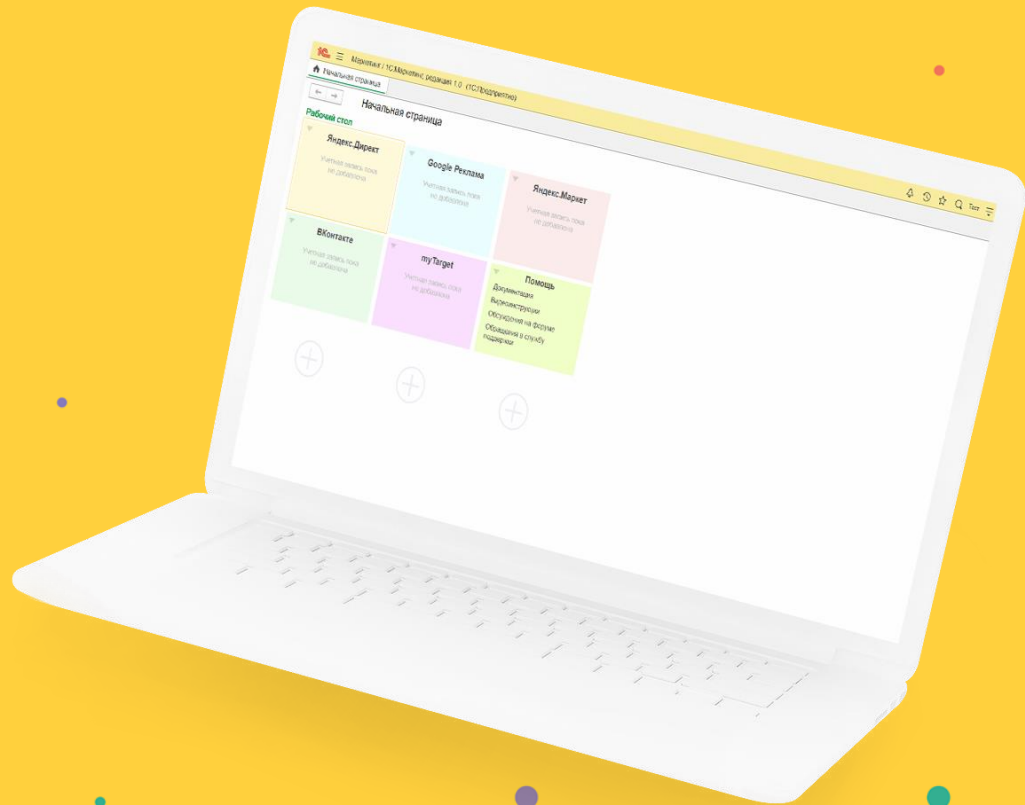 1С
Маркетинг / 1С:Маркетинг, редакция 1.0 (1С:Предприятие)
Начальная страница
Начальная страница
Рабочий стол
Яндекс.Директ
Учетная запись пока
не добавлена
Google Реклама
Учетная запись пока
не добавлена
Яндекс.Маркет
Учетная запись пока
не добавлена
ВКонтакте
Учетная запись пока
не добавлена
myTarget
Учетная запись пока
не добавлена
Помощь
Документация
Видеоинструкции
Обсуждения на форуме
Обращения в службу
поддержки
Тест